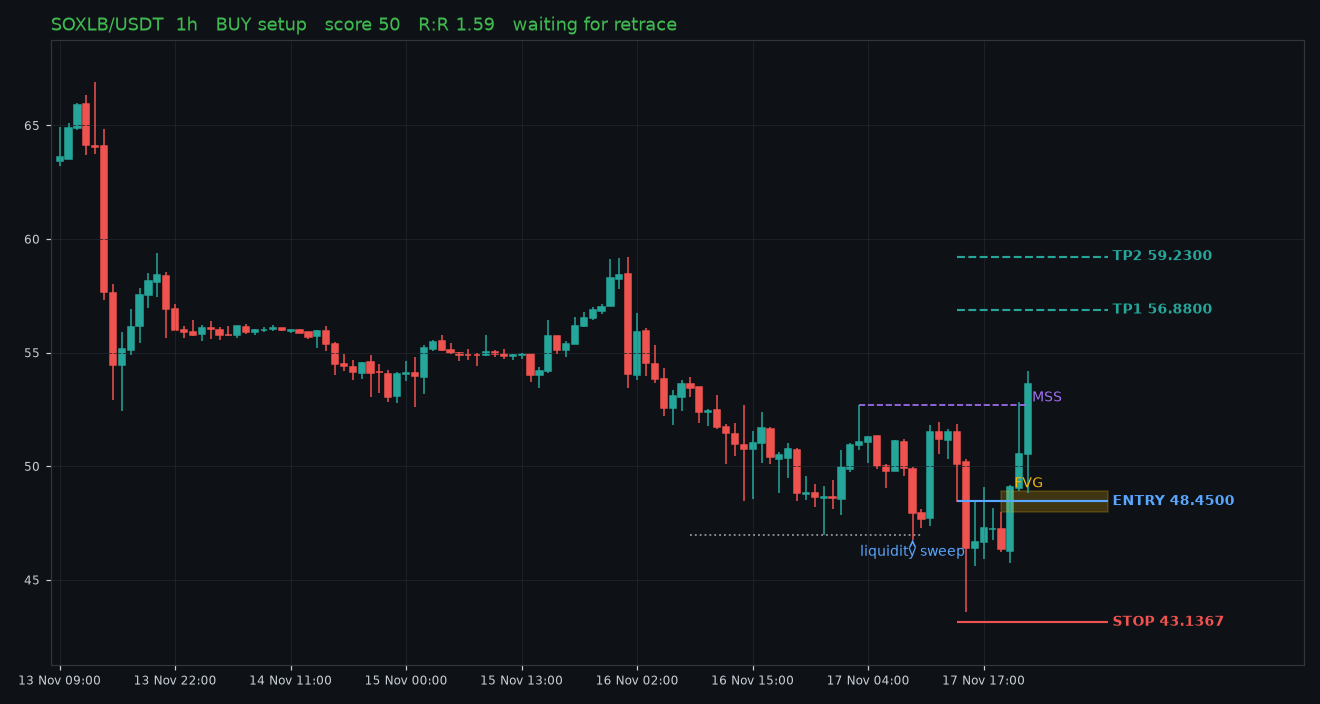 SOXLB/USDT 1h BUY setup score 50 R:R 1.59 waiting for retrace
65
60
TP2 59.2300
TP1 56.8800
55
MSS
50
FVG
ENTRY 48.4500
liquidity sweep
45
STOP 43.1367
13 Nov 09:00 13 Nov 22:00 14 Nov 11:00 15 Nov 00:00 15 Nov 13:00 16 Nov 02:00 16 Nov 15:00 17 Nov 04:00 17 Nov 17:00